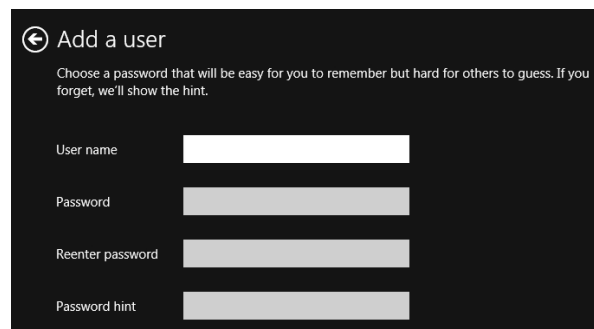 Add a user
Choose a password that will be easy for you to remember but hard for others to guess. If you
forget, we'll show the hint.
User name
Password
Reenter password
Password hint